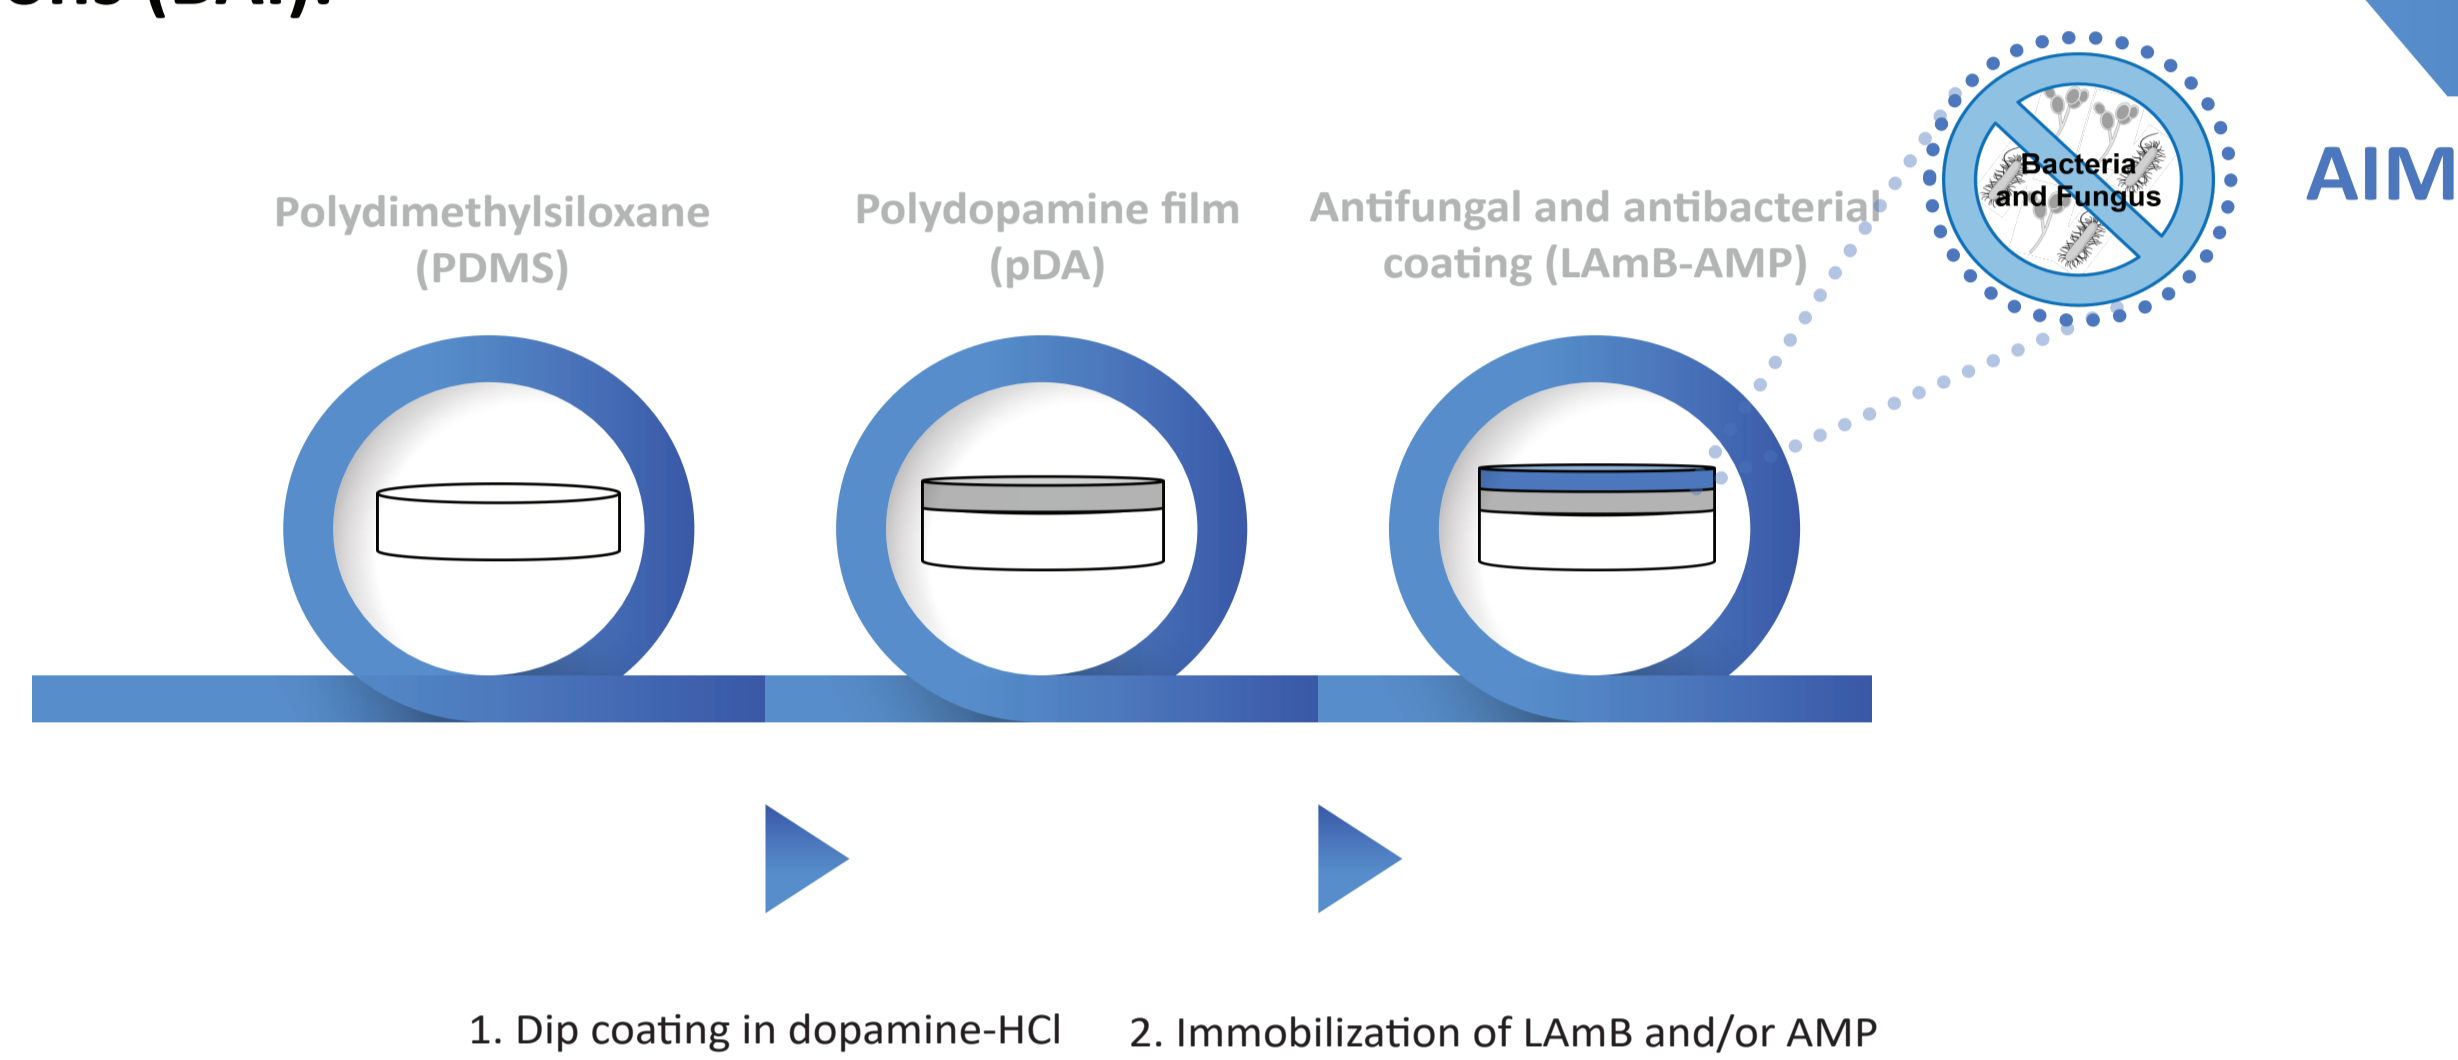 (BAI).
AIM
Bacteria
and Fungus
Polydimethylsiloxane
(PDMS)
Polydopamine film
(pDA)
Antifungal and antibacterial
coating (LAmB-AMP)
1. Dip coating in dopamine-HCl
2. Immobilization of LAmB and/or AMP